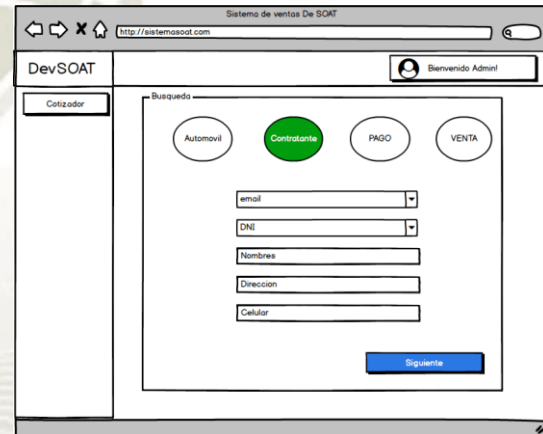 Sistema de ventas De SOAT
http://sistemasoat.com
DevSOAT
Bienvenido Admin!
Cotizador
Busqueda
Automovil
Contratante
PAGO
VENTA
email
DNI
Nombres
Direccion
Celular
Siguiente